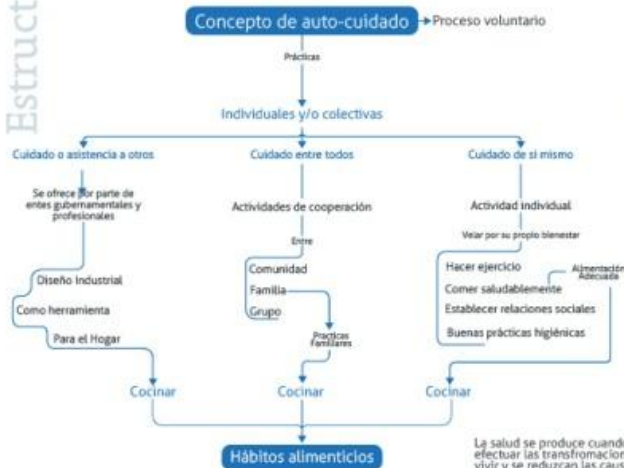 Estruct
Concepto de auto-cuidado
Proceso voluntario
Prácticas
Individuales y/o colectivas
Cuidado o asistencia a otros
Cuidado entre todos
Cuidado de si mismo
Se ofrece por parte de
entes gubernamentales y
profesionales
Actividades de cooperación
Actividad individual
Entre
Velar por su propio bienestar
Diseño Industrial
Como herramienta
Para el Hogar
Comunidad
Familia
Grupo
Practicas
Familiares
Hacer ejercicio
Alimentación
Adecuada
Comer saludablemente
Establecer relaciones sociales
Buenas prácticas higiénicas
Cocinar
Cocinar
Cocinar
Hábitos alimenticios
La salud se produce cuando
efectuar las transfromacion
vivir y se reduzcan las caus